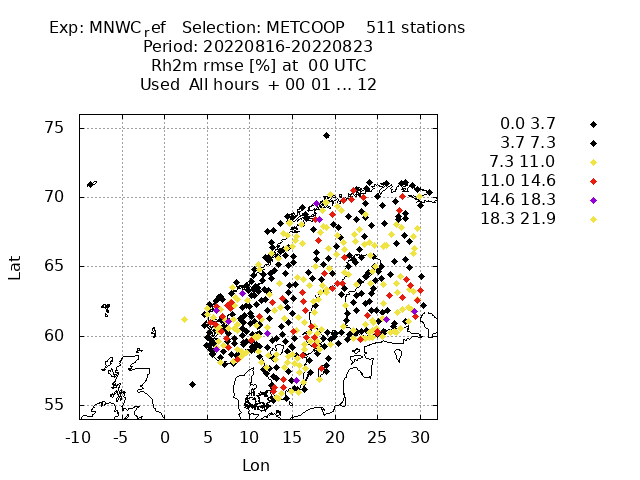 Exp: MNWCref Selection: METCOOP 511 stations
Period: 20220816-20220823
Rh2m rmse [%] at 00 UTC
Used All hours + 00 01 ... 12
0.0 3.7
3.7 7.3
7.3 11.0
11.0 14.6
14.6 18.3
18.3 21.9
75
70
65
60
55
Lat
-10 -5 0 5 10 15 20 25 30
Lon